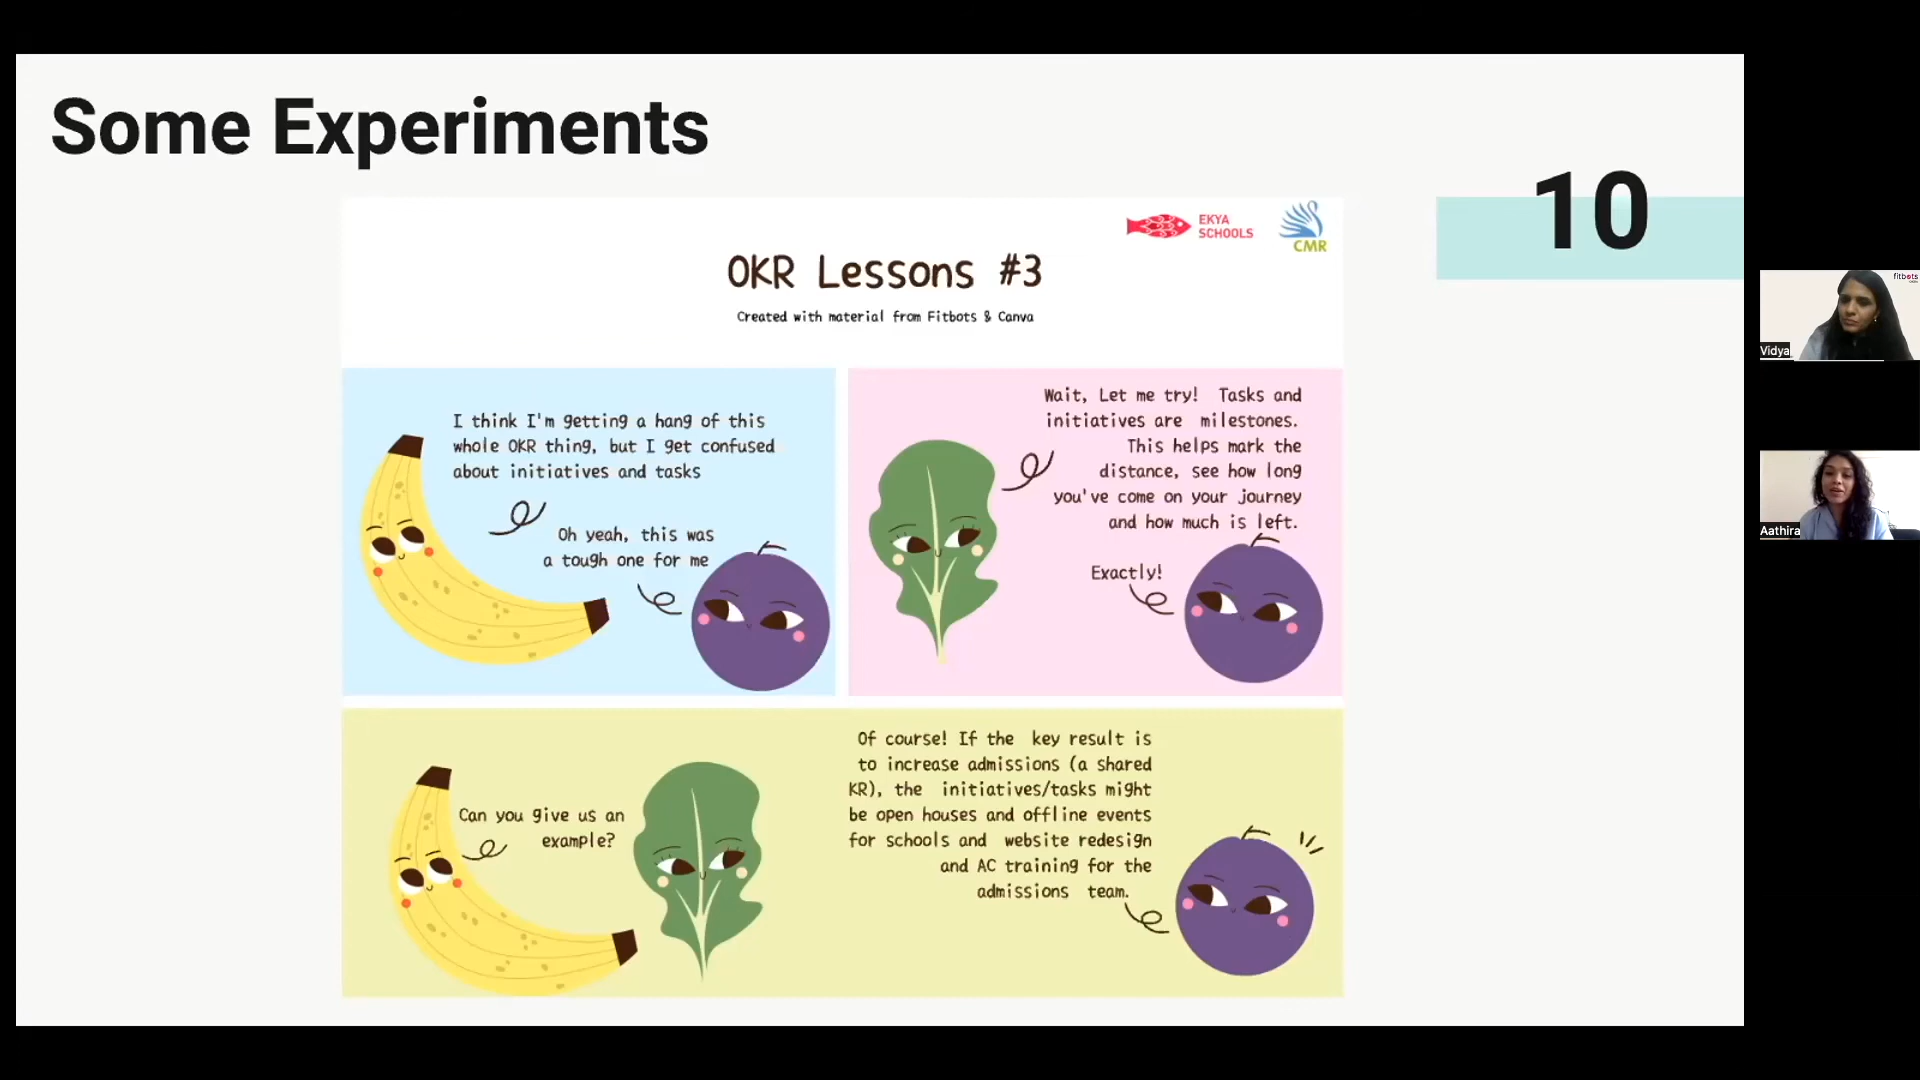 Some Experiments
10
EKYA
SCHOOLS
CMR
OKR Lessons #3
Created with material from Fitbots & Canva
I think I'm getting a hang of this
whole OKR thing, but I get confused
about initiatives and tasks
Oh yeah, this was
a tough one for me
Wait, Let me try! Tasks and
initiatives are milestones.
This helps mark the
distance, see how long
you've come on your journey
and how much is left.
Exactly!
Can you give us an
example?
Of course! If the key result is
to increase admissions (a shared
KR), the initiatives/tasks might
be open houses and offline events
for schools and website redesign
and AC training for the
admissions team.
fitbots
Vidya
Aathira